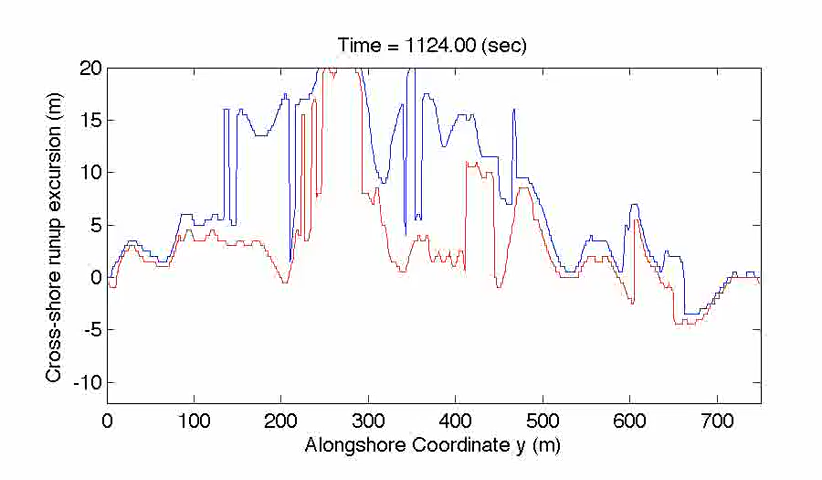 Time = 1124.00 (sec)
Cross-shore runup excursion (m)
20
15
10
5
0
-5
-10
0 100 200 300 400 500 600 700
Alongshore Coordinate y (m)